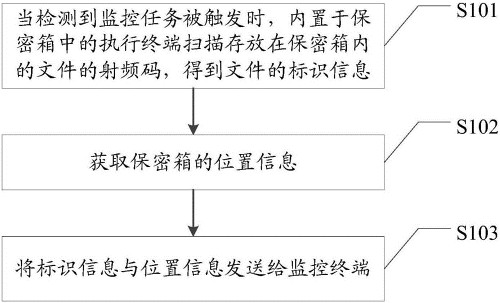 当检测到监控任务被触发时，内置于保
密箱中的执行终端扫描存放在保密箱内
的文件的射频码，得到文件的标识信息
S101
获取保密箱的位置信息
S102
将标识信息与位置信息发送给监控终端
S103